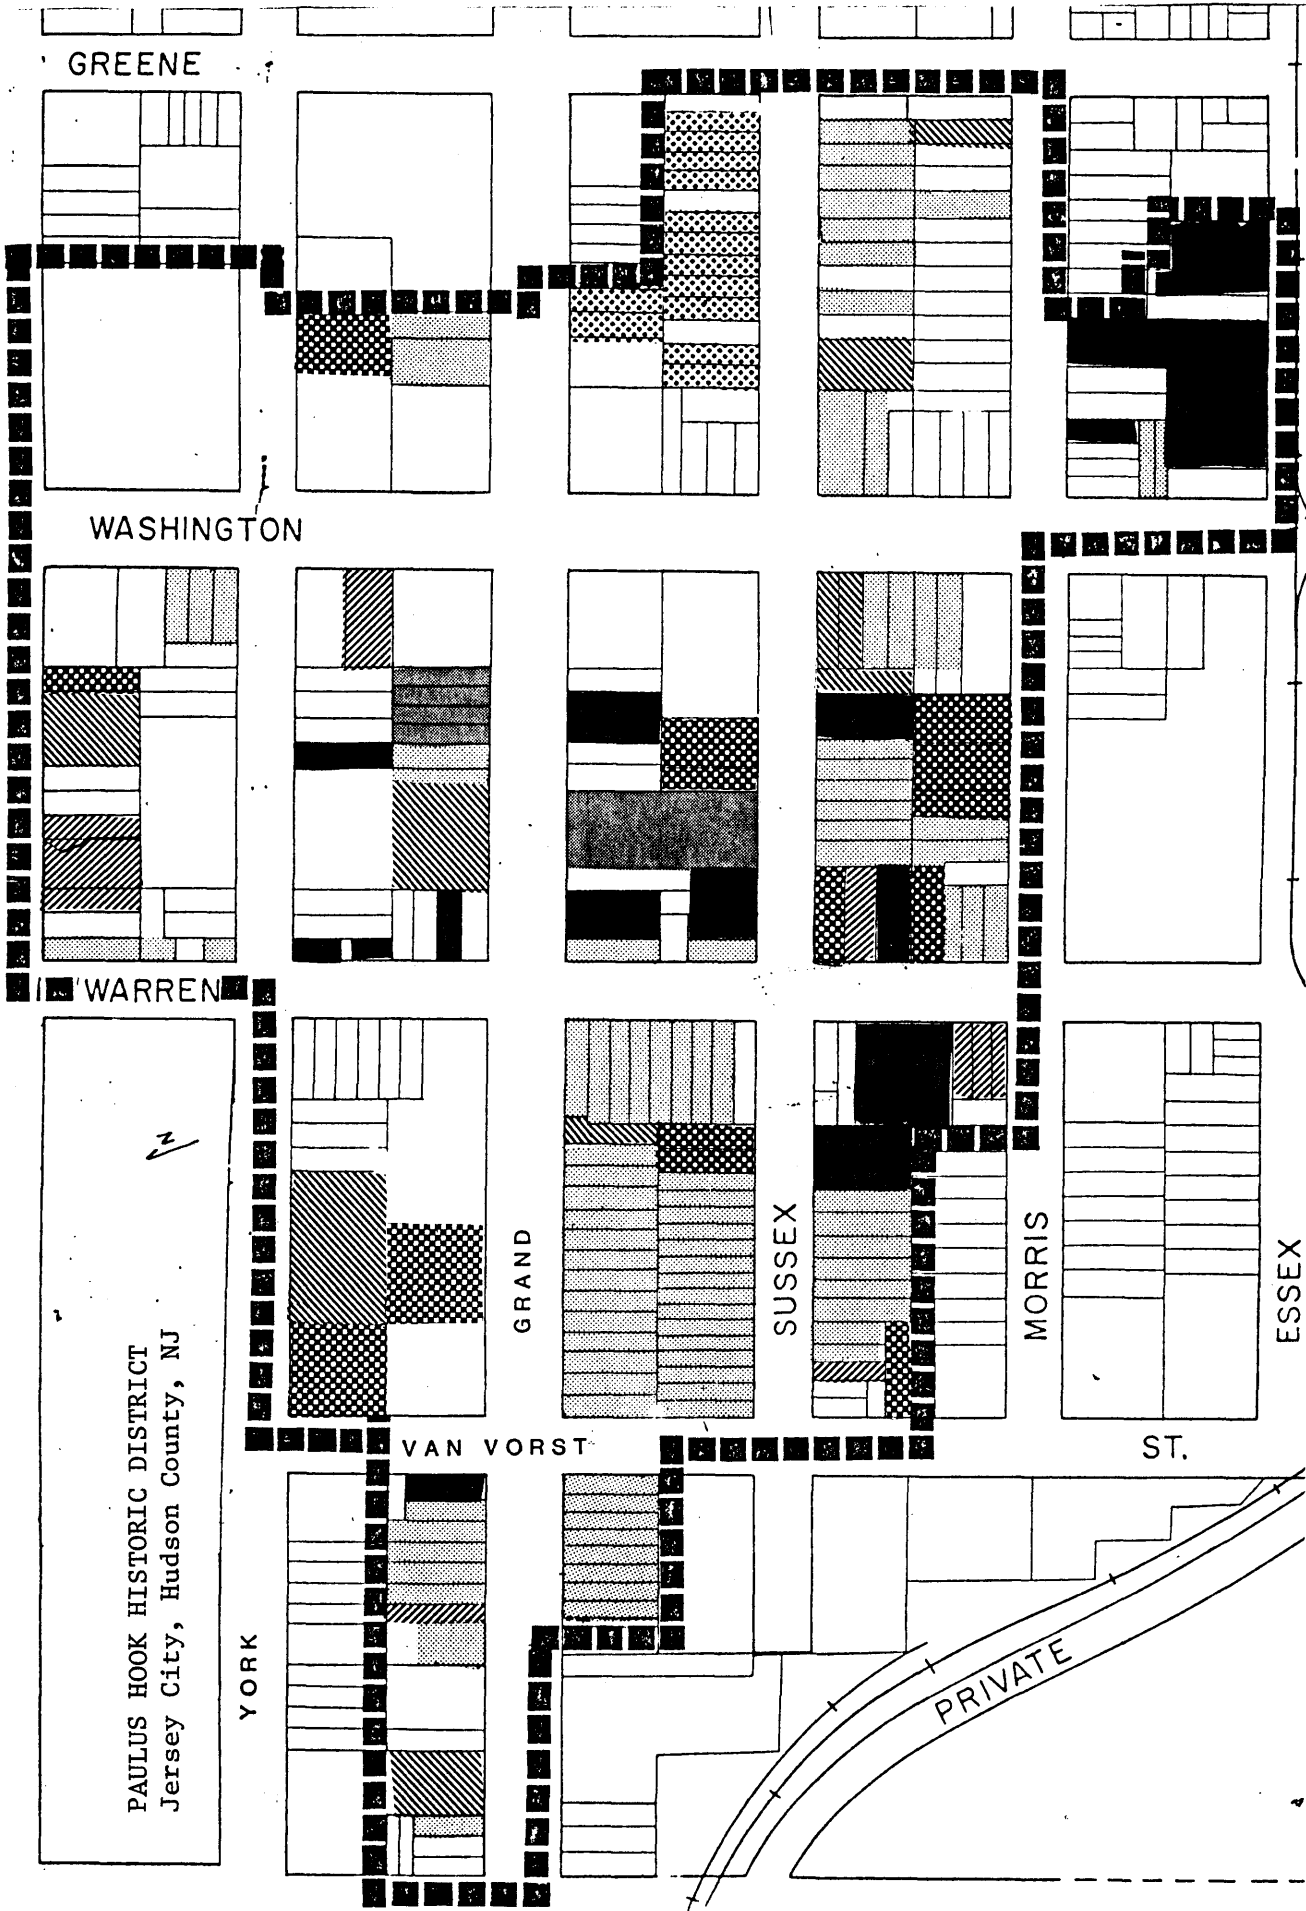 GREENE
WASHINGTON
WARREN
GRAND
SUSSEX
MORRIS
ESSEX
PAULUS HOOK HISTORIC DISTRICT
Jersey City, Hudson County, NJ
VAN VORST
ST.
YORK
PRIVATE
N